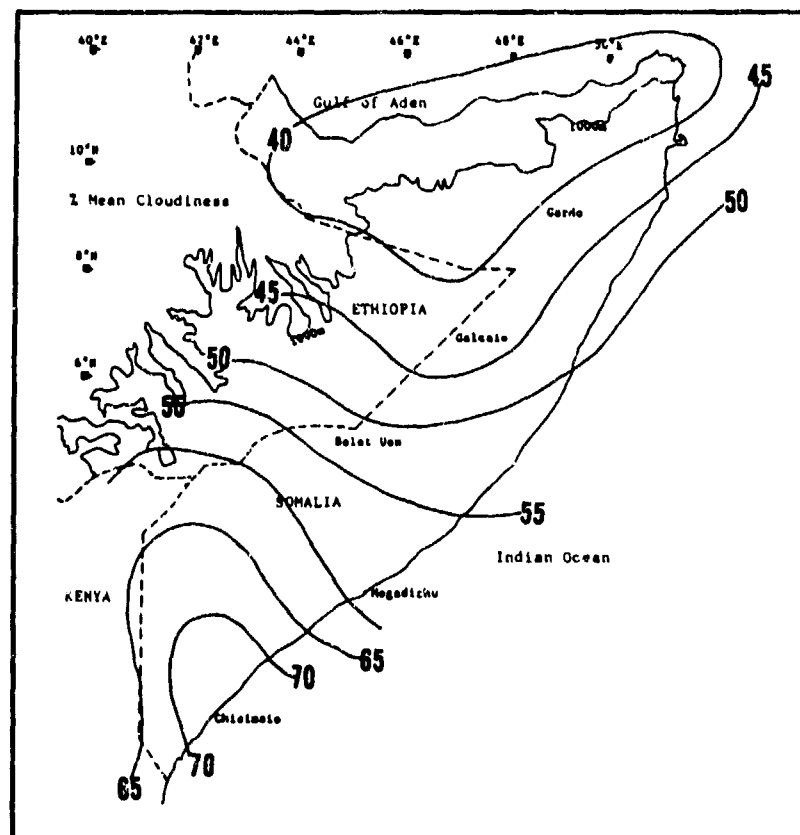 40°E 42°E 44°E 46°E 48°E 50°E
45
Gulf of Aden
1000m
40
10°N
% Mean Cloudiness
50
Gardo
8°N
45
ETHIOPIA
1000m
Galcaio
50
6°N
55
Belet Uen
SOMALIA
55
Indian Ocean
KENYA
Mogadishu
65
70
Chisimaio
70
65